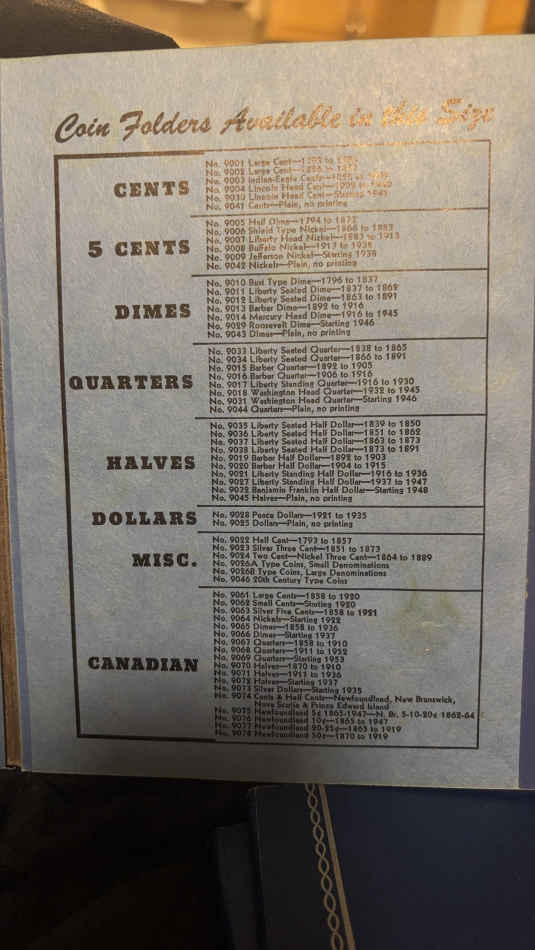 Coin Folders Available in this Size
CENTS
No. 9001 Large Cent—1793 to
No. 9002 Large Cent—1826 to
No. 9003 Indian-Eagle Cents—
No. 9004 Lincoln Head Cent—1909 to 1940
No. 9030 Lincoln Head Cent—Starting 1941
No. 9041 Cents—Plain, no printing
5 CENTS
No. 9005 Half Dime—1794 to 1873
No. 9006 Shield Type Nickel—1866 to 1883
No. 9007 Liberty Head Nickel—1883 to 1913
No. 9008 Buffalo Nickel—1913 to 1938
No. 9009 Jefferson Nickel—Starting 1938
No. 9042 Nickels—Plain, no printing
DIMES
No. 9010 Bust Type Dime—1796 to 1837
No. 9011 Liberty Seated Dime—1837 to 1862
No. 9012 Liberty Seated Dime—1863 to 1891
No. 9013 Barber Dime—1892 to 1916
No. 9014 Mercury Head Dime—1916 to 1945
No. 9029 Roosevelt Dime—Starting 1946
No. 9043 Dimes—Plain, no printing
QUARTERS
No. 9033 Liberty Seated Quarter—1838 to 1865
No. 9034 Liberty Seated Quarter—1866 to 1891
No. 9015 Barber Quarter—1892 to 1905
No. 9016 Barber Quarter—1906 to 1916
No. 9017 Liberty Standing Quarter—1916 to 1930
No. 9018 Washington Head Quarter—1932 to 1945
No. 9031 Washington Head Quarter—Starting 1946
No. 9044 Quarters—Plain, no printing
HALVES
No. 9035 Liberty Seated Half Dollar—1839 to 1850
No. 9036 Liberty Seated Half Dollar—1851 to 1862
No. 9037 Liberty Seated Half Dollar—1863 to 1873
No. 9038 Liberty Seated Half Dollar—1873 to 1891
No. 9019 Barber Half Dollar—1892 to 1903
No. 9020 Barber Half Dollar—1904 to 1915
No. 9021 Liberty Standing Half Dollar—1916 to 1936
No. 9027 Liberty Standing Half Dollar—1937 to 1947
No. 9032 Benjamin Franklin Half Dollar—Starting 1948
No. 9045 Halves—Plain, no printing
DOLLARS
No. 9028 Peace Dollars—1921 to 1935
No. 9025 Dollars—Plain, no printing
MISC.
No. 9022 Half Cent—1793 to 1857
No. 9023 Silver Three Cent—1851 to 1873
No. 9024 Two Cent—Nickel Three Cent—1864 to 1889
No. 9026A Type Coins, Small Denominations
No. 9026B Type Coins, Large Denominations
No. 9046 20th Century Type Coins
CANADIAN
No. 9061 Large Cents—1858 to 1920
No. 9062 Small Cents—Starting 1920
No. 9063 Silver Five Cents—1858 to 1921
No. 9064 Nickels—Starting 1922
No. 9065 Dimes—1858 to 1936
No. 9066 Dimes—Starting 1937
No. 9067 Quarters—1858 to 1910
No. 9068 Quarters—1911 to 1952
No. 9069 Quarters—Starting 1953
No. 9070 Halves—1870 to 1910
No. 9071 Halves—1911 to 1936
No. 9072 Halves—Starting 1937
No. 9073 Silver Dollars—Starting 1935
No. 9074 Cents & Half Cents—Newfoundland, New Brunswick,
Nova Scotia & Prince Edward Island
No. 9075 Newfoundland 5¢ 1865-1947—N. Br. 5-10-20¢ 1862-64
No. 9076 Newfoundland 10¢—1865 to 1947
No. 9077 Newfoundland 20-25¢—1865 to 1919
No. 9078 Newfoundland 50¢—1870 to 1919